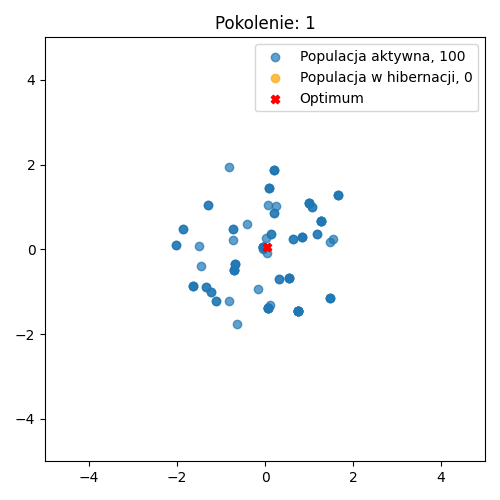 Pokolenie: 1
Populacja aktywna, 100
Populacja w hibernacji, 0
Optimum
4
2
0
−2
−4
−4 −2 0 2 4